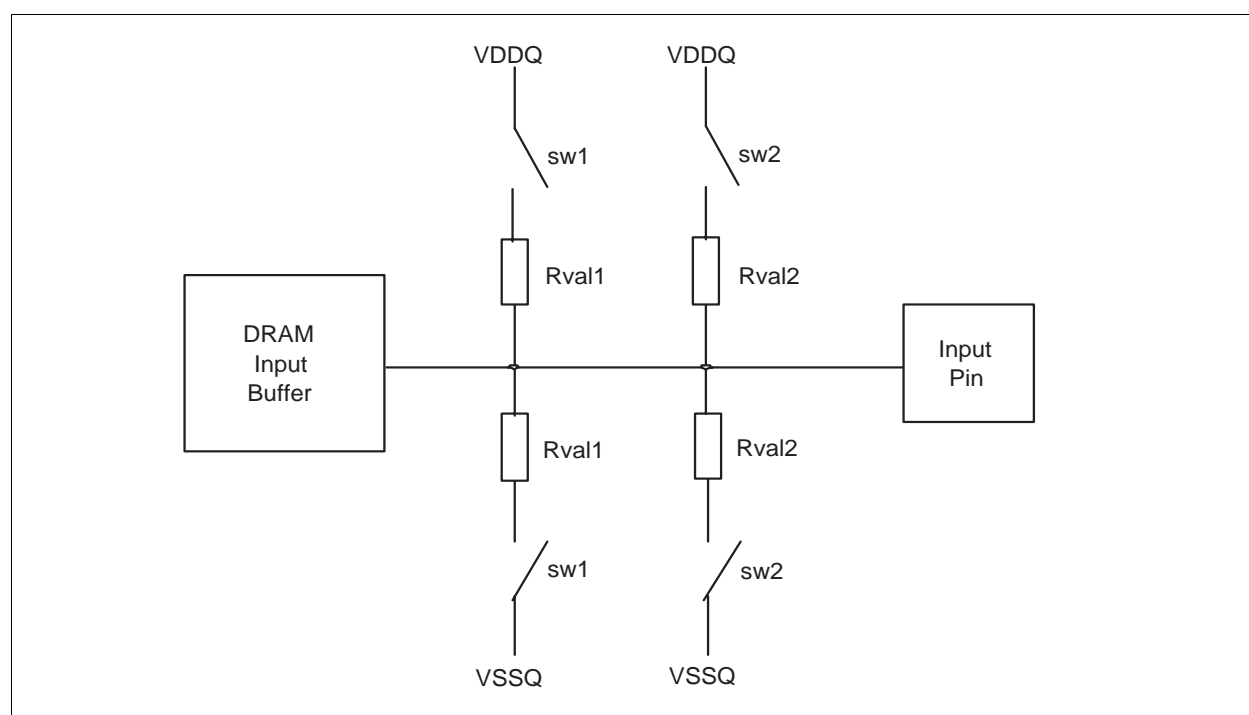 VDDQ
VDDQ
sw1
sw2
Rval1
Rval2
DRAM
Input
Buffer
Input
Pin
Rval1
Rval2
sw1
sw2
VSSQ
VSSQ